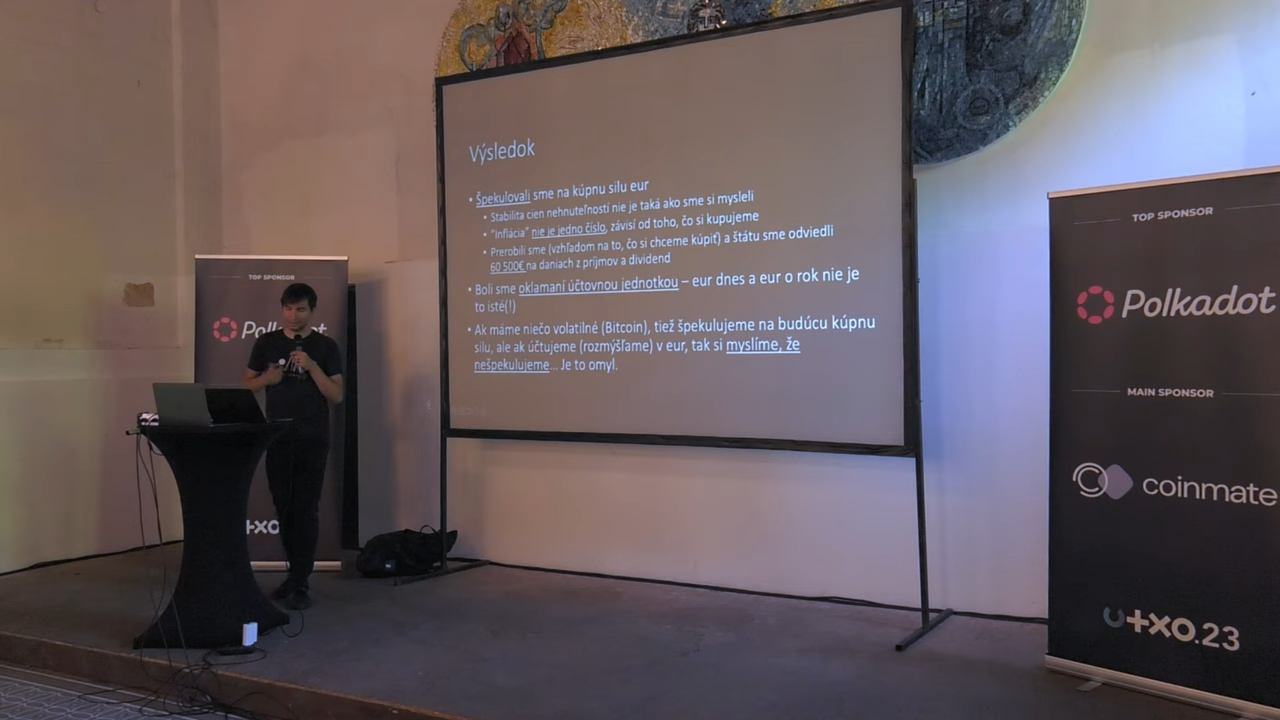 Výsledok
• Špekulovali sme na kúpnu silu eur
• Stabilita cien nehnuteľností nie je taká ako sme si mysleli
• "Inflácia" nie je jedno číslo, závisí od toho, čo si kupujeme
• Prerobili sme (vzhľadom na to, čo si chceme kúpiť) a štátu sme odviedli
60 500€ na daniach z príjmov a dividend
• Boli sme oklamaní účtovnou jednotkou – eur dnes a eur o rok nie je
to isté(!)
• Ak máme niečo volatilné (Bitcoin), tiež špekulujeme na budúcu kúpnu
silu, ale ak účtujeme (rozmýšľame) v eur, tak si myslíme, že
nešpekulujeme... Je to omyl.
TOP SPONSOR
Polkadot
+XO
TOP SPONSOR
Polkadot
MAIN SPONSOR
coinmate
UTXO.23